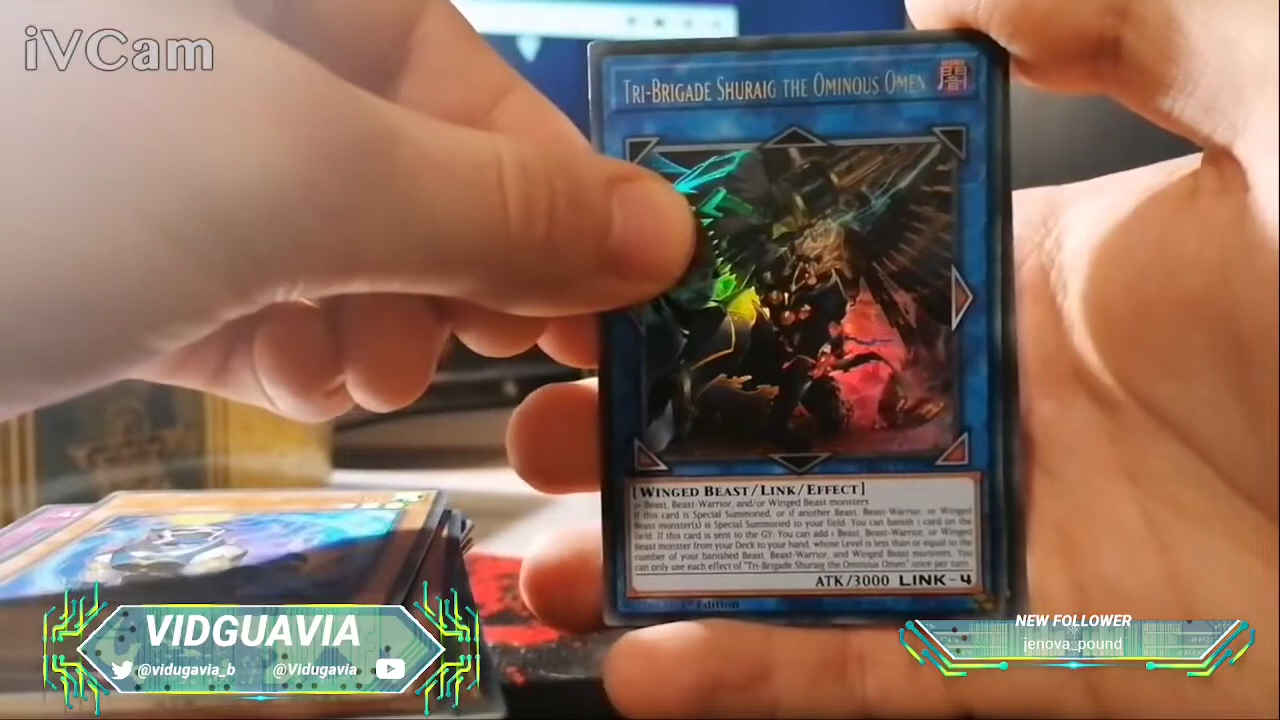 iVCam
TRI-BRIGADE SHURAIG THE OMINOUS OMEN
闇
[WINGED BEAST/LINK/EFFECT]
Beast, Beast-Warrior, and/or Winged Beast monsters
If this card is Special Summoned, or if another Beast, Beast-Warrior, or Winged
Beast monster(s) is Special Summoned to your field: You can banish 1 card on the
field. If this card is sent to the GY: You can add 1 Beast, Beast-Warrior, or Winged
Beast monster from your Deck to your hand, whose Level is less than or equal to the
number of your banished Beast, Beast-Warrior, and Winged Beast monsters. You
can only use each effect of "Tri-Brigade Shuraig the Ominous Omen" once per turn.
ATK/3000 LINK-4
Edition
VIDGUAVIA
@vidugavia_b @Vidugavia
NEW FOLLOWER
jenova_pound